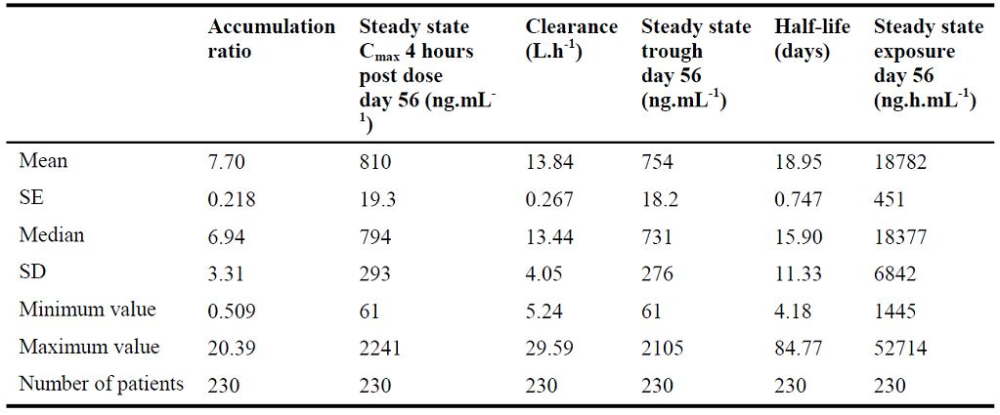 Accumulation ratio | Steady state Cmax 4 hours post dose day 56 (ng.mL-1) | Clearance (L.h-1) | Steady state trough day 56 (ng.mL-1) | Half-life (days) | Steady state exposure day 56 (ng.h.mL-1)
Mean 7.70 810 13.84 754 18.95 18782
SE 0.218 19.3 0.267 18.2 0.747 451
Median 6.94 794 13.44 731 15.90 18377
SD 3.31 293 4.05 276 11.33 6842
Minimum value 0.509 61 5.24 61 4.18 1445
Maximum value 20.39 2241 29.59 2105 84.77 52714
Number of patients 230 230 230 230 230 230